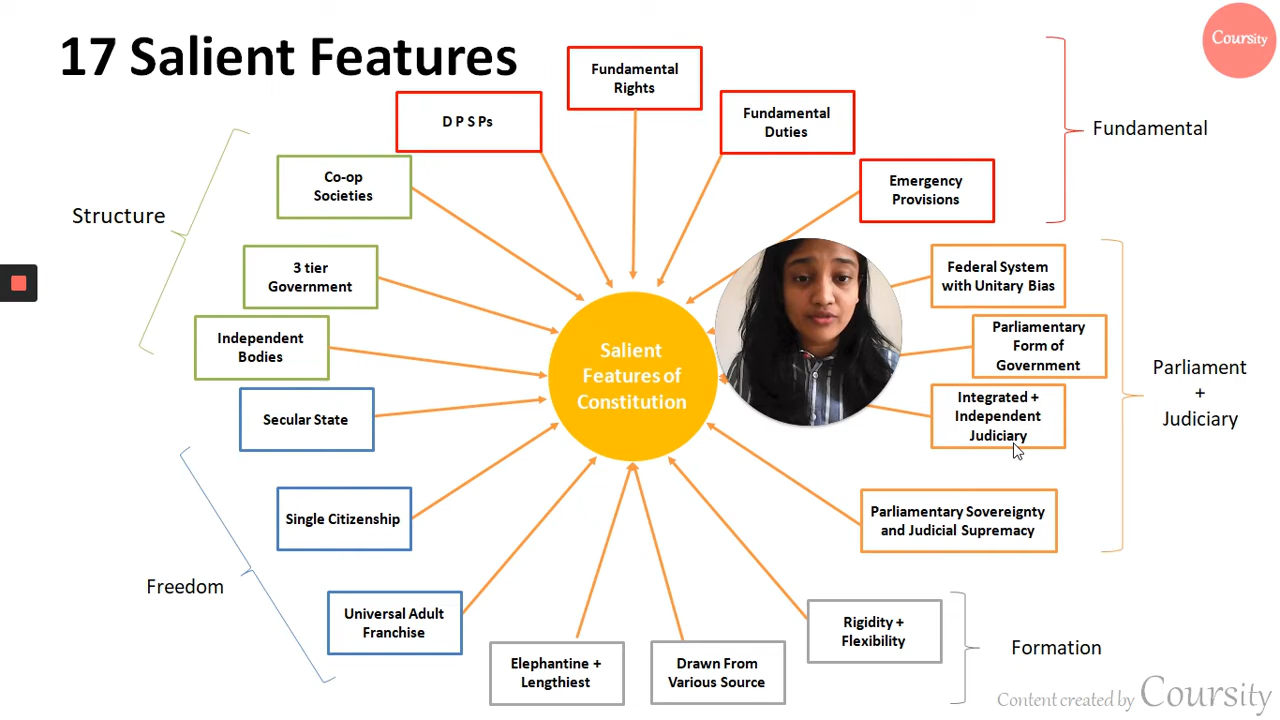 17 Salient Features
Coursity
Fundamental
Rights
D P S Ps
Fundamental
Duties
Fundamental
Co-op
Societies
Emergency
Provisions
Structure
3 tier
Government
Federal System
with Unitary Bias
Independent
Bodies
Parliamentary
Form of
Government
Salient
Features of
Constitution
Parliament
+
Judiciary
Secular State
Integrated +
Independent
Judiciary
Single Citizenship
Parliamentary Sovereignty
and Judicial Supremacy
Freedom
Universal Adult
Franchise
Rigidity +
Flexibility
Formation
Elephantine +
Lengthiest
Drawn From
Various Source
Content created by Coursity